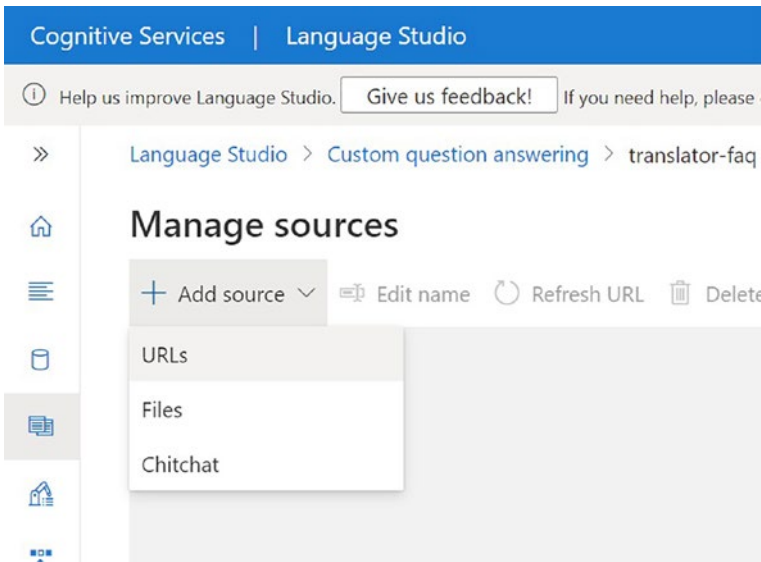 Cognitive Services | Language Studio
Help us improve Language Studio. Give us feedback! If you need help, please
Language Studio > Custom question answering > translator-faq
Manage sources
+ Add source Edit name Refresh URL Delete
URLs
Files
Chitchat